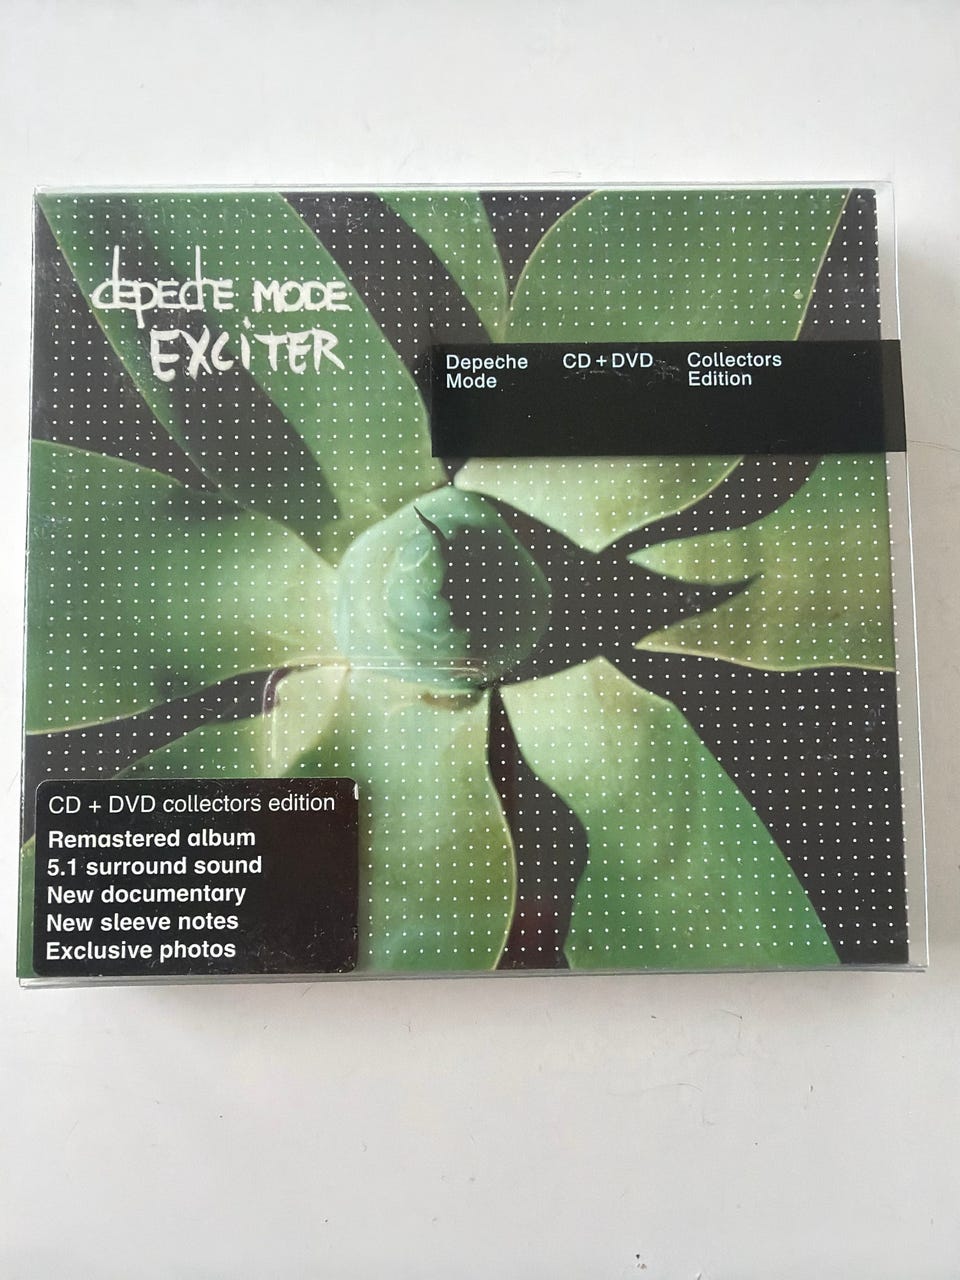 depeche MODE
EXCiTER
Depeche Mode
CD + DVD
Collectors Edition
CD + DVD collectors edition
Remastered album
5.1 surround sound
New documentary
New sleeve notes
Exclusive photos